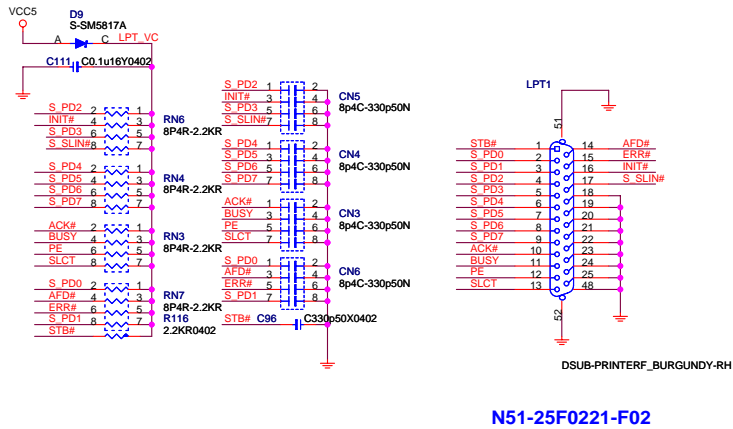 VCC5
D9
S-SM5817A
A C LPT_VC
C111 C0.1u16Y0402
S_PD2 2 1
INIT# 4 3
S_PD3 6 5
S_SLIN# 8 7
RN6
8P4R-2.2KR
S_PD4 2 1
S_PD5 4 3
S_PD6 6 5
S_PD7 8 7
RN4
8P4R-2.2KR
ACK# 2 1
BUSY 4 3
PE 6 5
SLCT 8 7
RN3
8P4R-2.2KR
S_PD0 2 1
AFD# 4 3
ERR# 6 5
S_PD1 8 7
STB#
RN7
8P4R-2.2KR
R116
2.2KR0402
S_PD2 1 2
INIT# 3 4
S_PD3 5 6
S_SLIN# 7 8
CN5
8p4C-330p50N
S_PD4 1 2
S_PD5 3 4
S_PD6 5 6
S_PD7 7 8
CN4
8p4C-330p50N
ACK# 1 2
BUSY 3 4
PE 5 6
SLCT 7 8
CN3
8p4C-330p50N
S_PD0 1 2
AFD# 3 4
ERR# 5 6
S_PD1 7 8
CN6
8p4C-330p50N
STB# C96 C330p50X0402
LPT1
51
STB# 1 14 AFD#
S_PD0 2 15 ERR#
S_PD1 3 16 INIT#
S_PD2 4 17 S_SLIN#
S_PD3 5 18
S_PD4 6 19
S_PD5 7 20
S_PD6 8 21
S_PD7 9 22
ACK# 10 23
BUSY 11 24
PE 12 25
SLCT 13 48
52
DSUB-PRINTERF_BURGUNDY-RH
N51-25F0221-F02